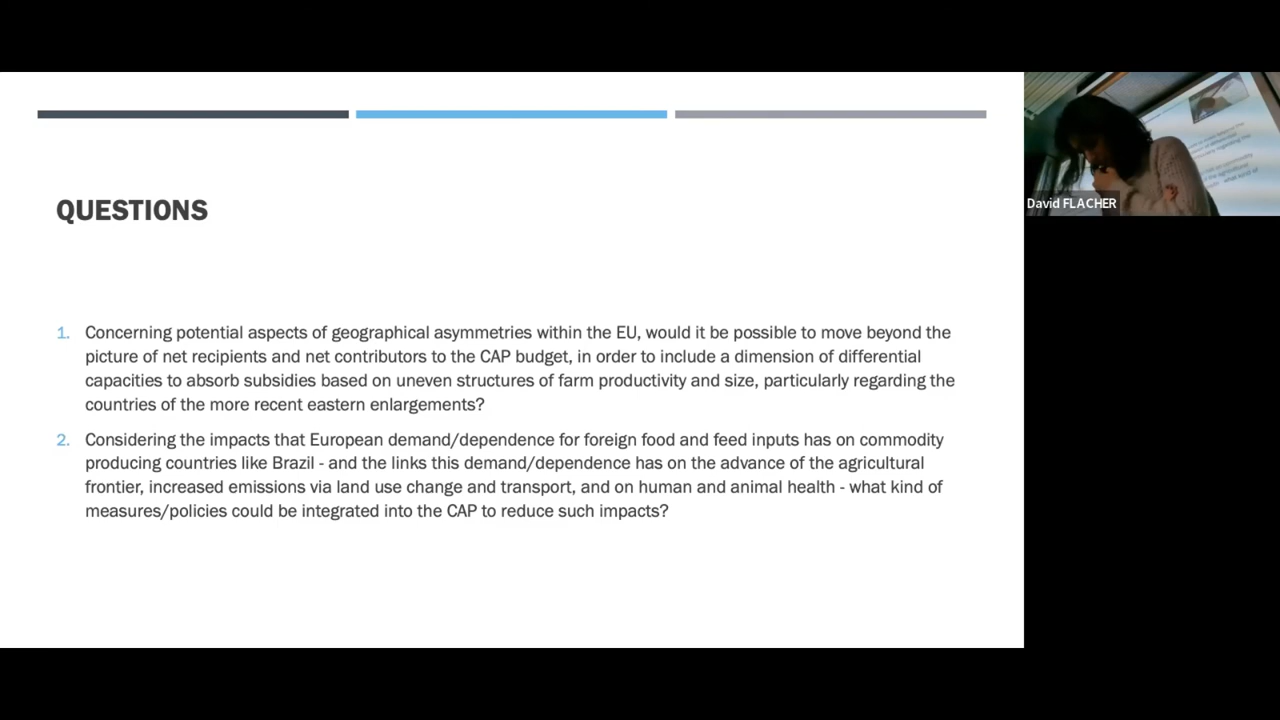 QUESTIONS
1. Concerning potential aspects of geographical asymmetries within the EU, would it be possible to move beyond the
picture of net recipients and net contributors to the CAP budget, in order to include a dimension of differential
capacities to absorb subsidies based on uneven structures of farm productivity and size, particularly regarding the
countries of the more recent eastern enlargements?
2. Considering the impacts that European demand/dependence for foreign food and feed inputs has on commodity
producing countries like Brazil - and the links this demand/dependence has on the advance of the agricultural
frontier, increased emissions via land use change and transport, and on human and animal health - what kind of
measures/policies could be integrated into the CAP to reduce such impacts?
David FLACHER